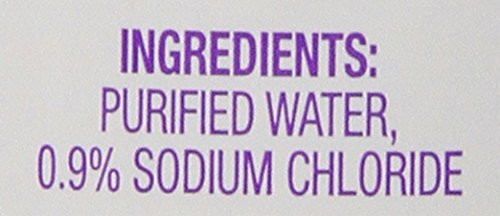 INGREDIENTS:
PURIFIED WATER,
0.9% SODIUM CHLORIDE